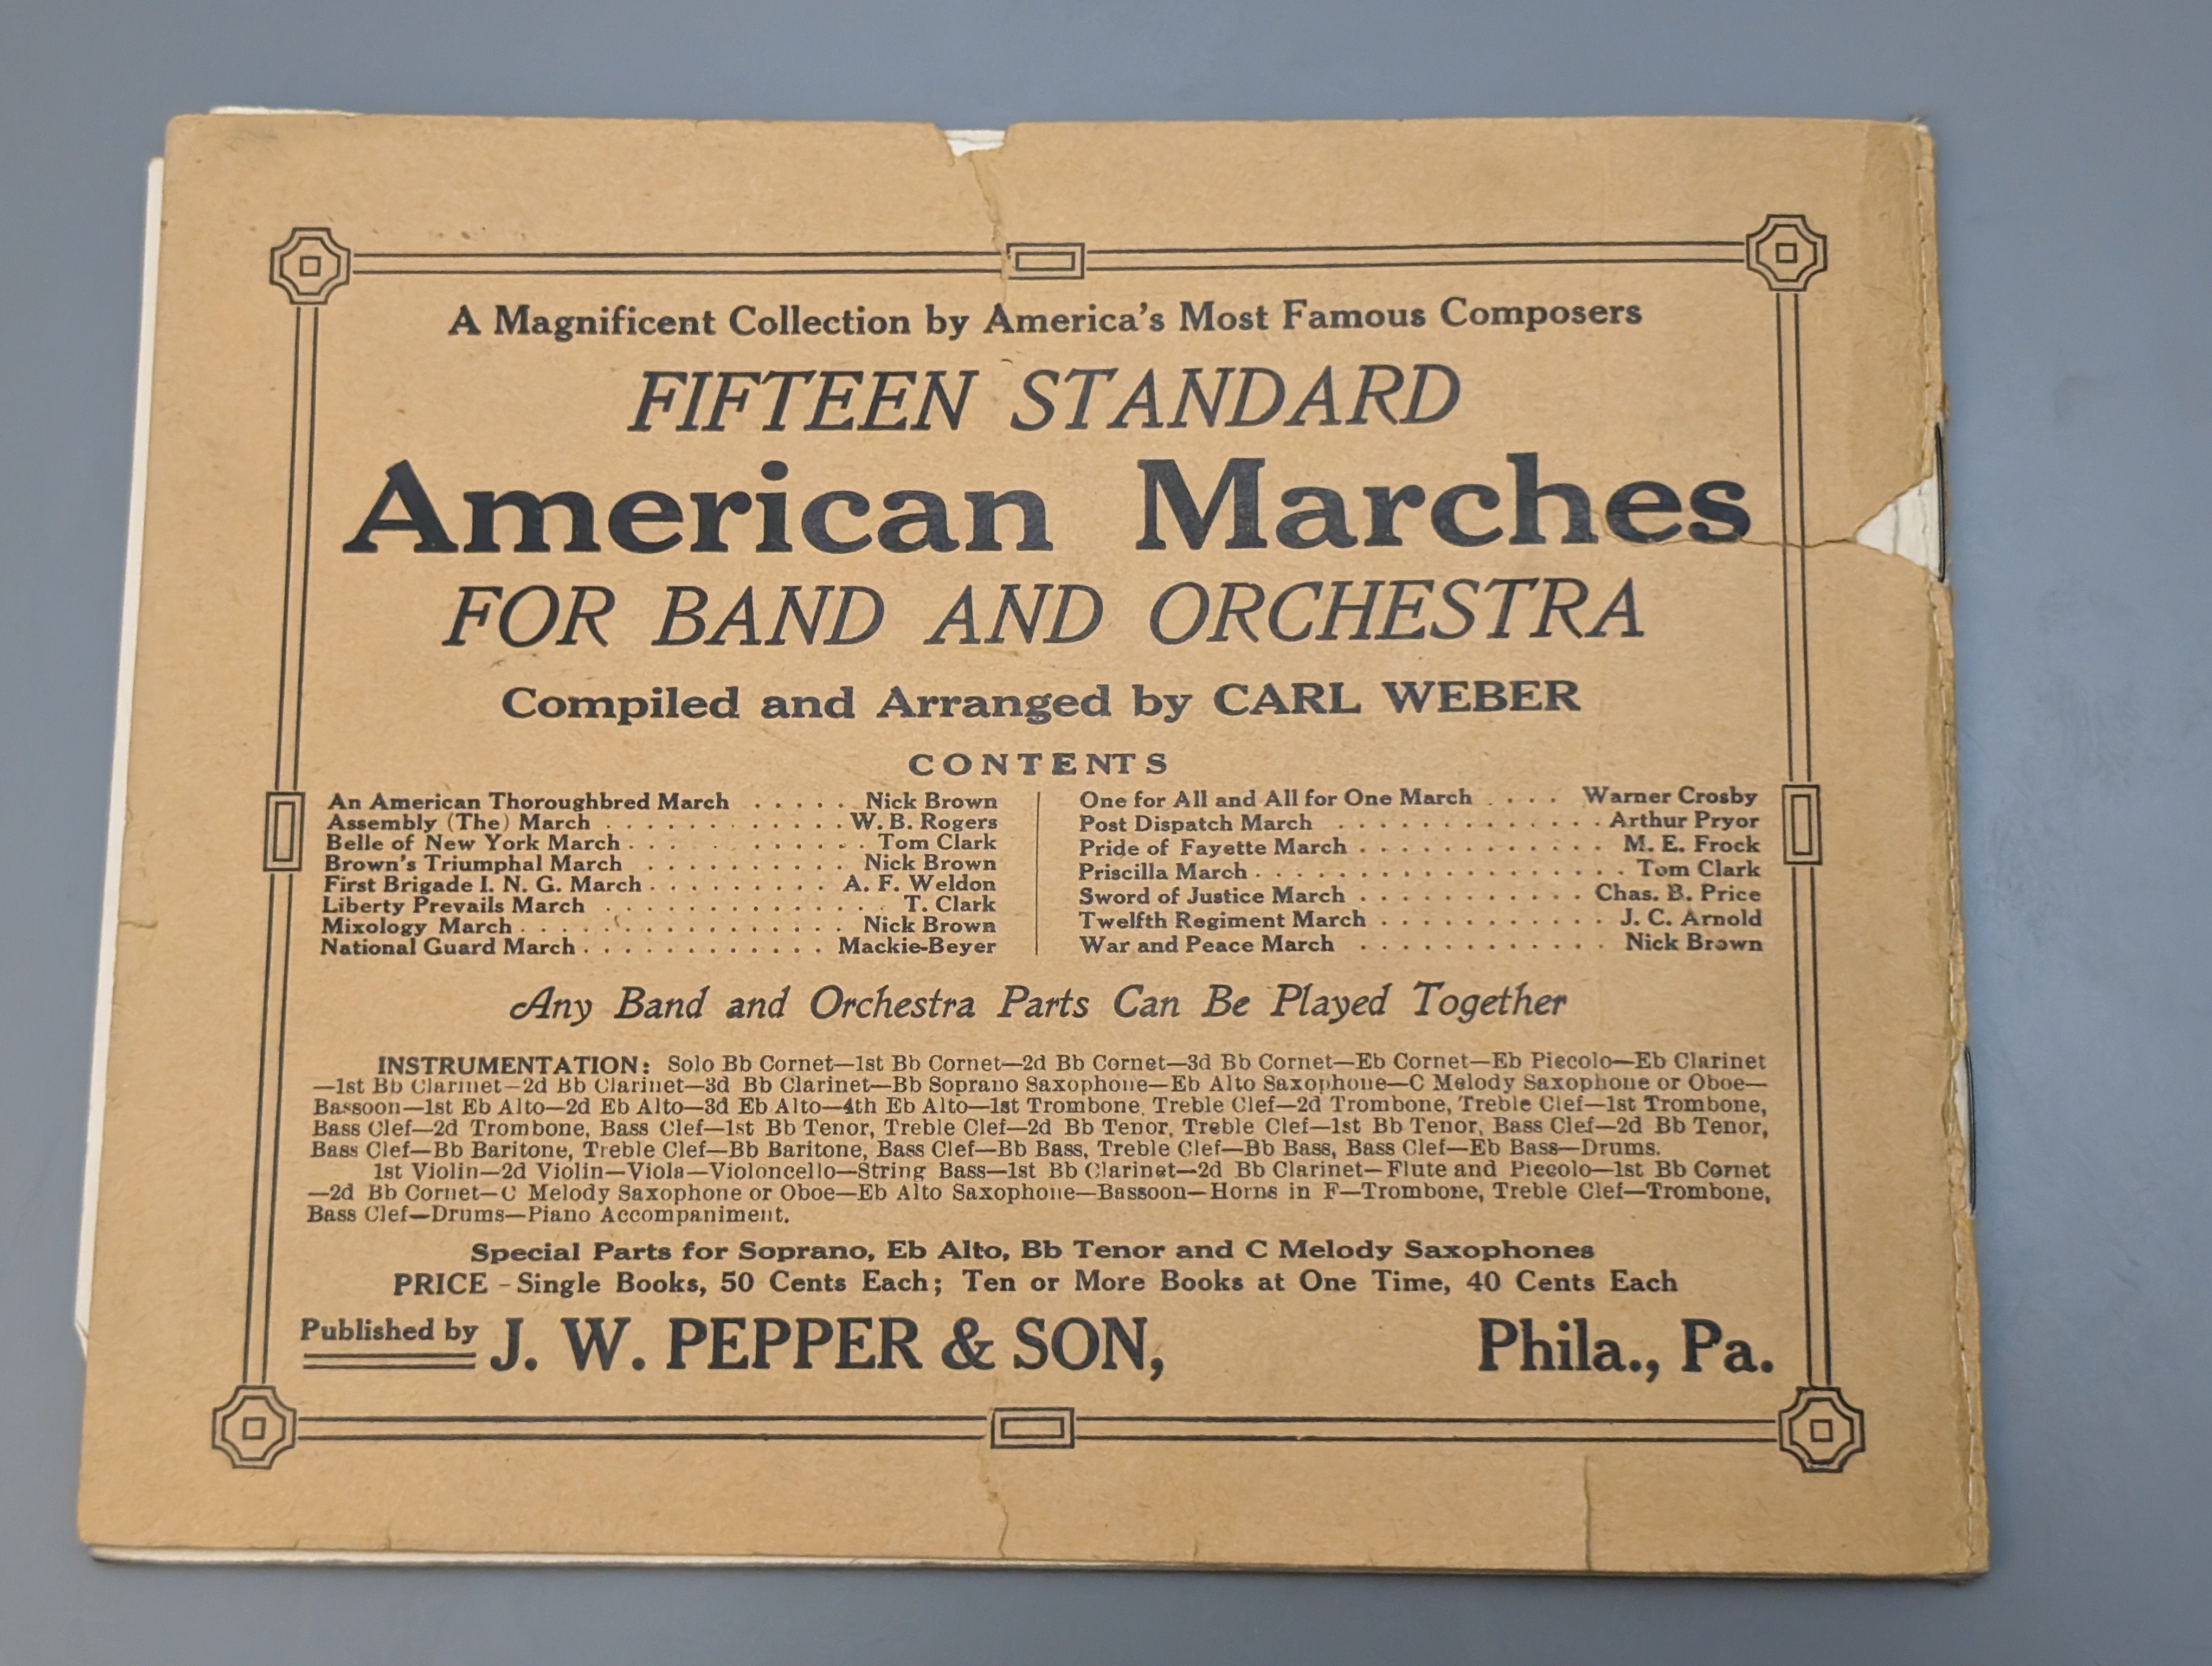 A Magnificent Collection by America's Most Famous Composers
FIFTEEN STANDARD
American Marches
FOR BAND AND ORCHESTRA
Compiled and Arranged by CARL WEBER
CONTENTS
An American Thoroughbred March . . . . . Nick Brown
Assembly (The) March . . . . . . . . . . . . W. B. Rogers
Belle of New York March . . . . . . . . . . . Tom Clark
Brown's Triumphal March . . . . . . . . . . Nick Brown
First Brigade I. N. G. March . . . . . . . . . A. F. Weldon
Liberty Prevails March . . . . . . . . . . . . . T. Clark
Mixology March . . . . . . . . . . . . . . . . Nick Brown
National Guard March . . . . . . . . . . . . Mackie-Beyer
One for All and All for One March . . . . Warner Crosby
Post Dispatch March . . . . . . . . . . . . . Arthur Pryor
Pride of Fayette March . . . . . . . . . . . . M. E. Frock
Priscilla March . . . . . . . . . . . . . . . . . . Tom Clark
Sword of Justice March . . . . . . . . . . . Chas. B. Price
Twelfth Regiment March . . . . . . . . . . . J. C. Arnold
War and Peace March . . . . . . . . . . . . Nick Brown
Any Band and Orchestra Parts Can Be Played Together
INSTRUMENTATION: Solo Bb Cornet—1st Bb Cornet—2d Bb Cornet—3d Bb Cornet—Eb Cornet—Eb Piccolo—Eb Clarinet
—1st Bb Clarinet—2d Bb Clarinet—3d Bb Clarinet—Bb Soprano Saxophone—Eb Alto Saxophone—C Melody Saxophone or Oboe—
Bassoon—1st Eb Alto—2d Eb Alto—3d Eb Alto—4th Eb Alto—1st Trombone, Treble Clef—2d Trombone, Treble Clef—1st Trombone,
Bass Clef—2d Trombone, Bass Clef—1st Bb Tenor, Treble Clef—2d Bb Tenor, Treble Clef—1st Bb Tenor, Bass Clef—2d Bb Tenor,
Bass Clef—Bb Baritone, Treble Clef—Bb Baritone, Bass Clef—Bb Bass, Treble Clef—Bb Bass, Bass Clef—Eb Bass—Drums.
1st Violin—2d Violin—Viola—Violoncello—String Bass—1st Bb Clarinet—2d Bb Clarinet—Flute and Piccolo—1st Bb Cornet
—2d Bb Cornet—C Melody Saxophone or Oboe—Eb Alto Saxophone—Bassoon—Horns in F—Trombone, Treble Clef—Trombone,
Bass Clef—Drums—Piano Accompaniment.
Special Parts for Soprano, Eb Alto, Bb Tenor and C Melody Saxophones
PRICE - Single Books, 50 Cents Each; Ten or More Books at One Time, 40 Cents Each
Published by J. W. PEPPER & SON, Phila., Pa.